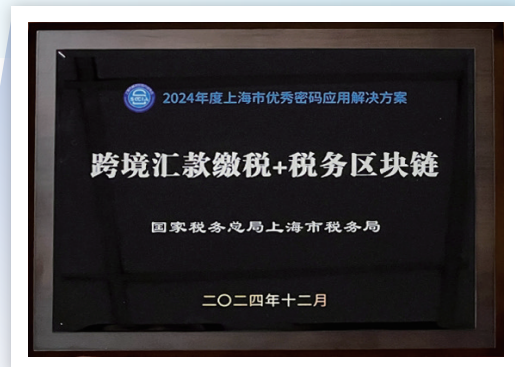 2024年度上海市优秀密码应用解决方案
跨境汇款缴税+税务区块链
国家税务总局上海市税务局
二〇二四年十二月